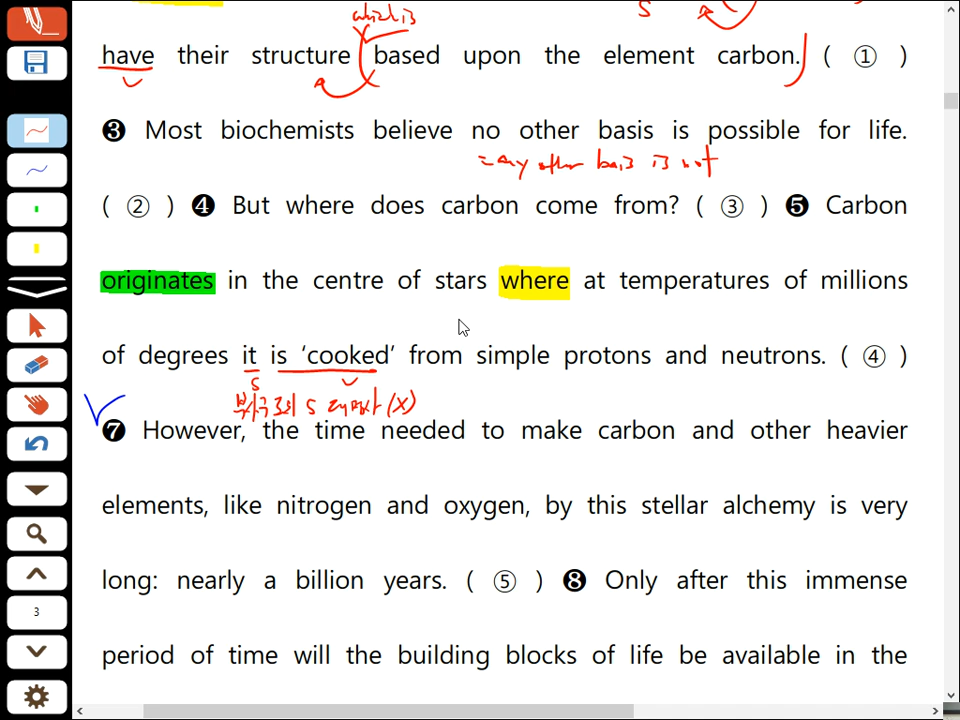 which is
S
have their structure based upon the element carbon. ( ① )
❸ Most biochemists believe no other basis is possible for life.
= any other basis is not
( ② ) ❹ But where does carbon come from? ( ③ ) ❺ Carbon
originates in the centre of stars where at temperatures of millions
of degrees it is ‘cooked’ from simple protons and neutrons. ( ④ )
S
S (X)
❼ However, the time needed to make carbon and other heavier
elements, like nitrogen and oxygen, by this stellar alchemy is very
long: nearly a billion years. ( ⑤ ) ❽ Only after this immense
period of time will the building blocks of life be available in the
3